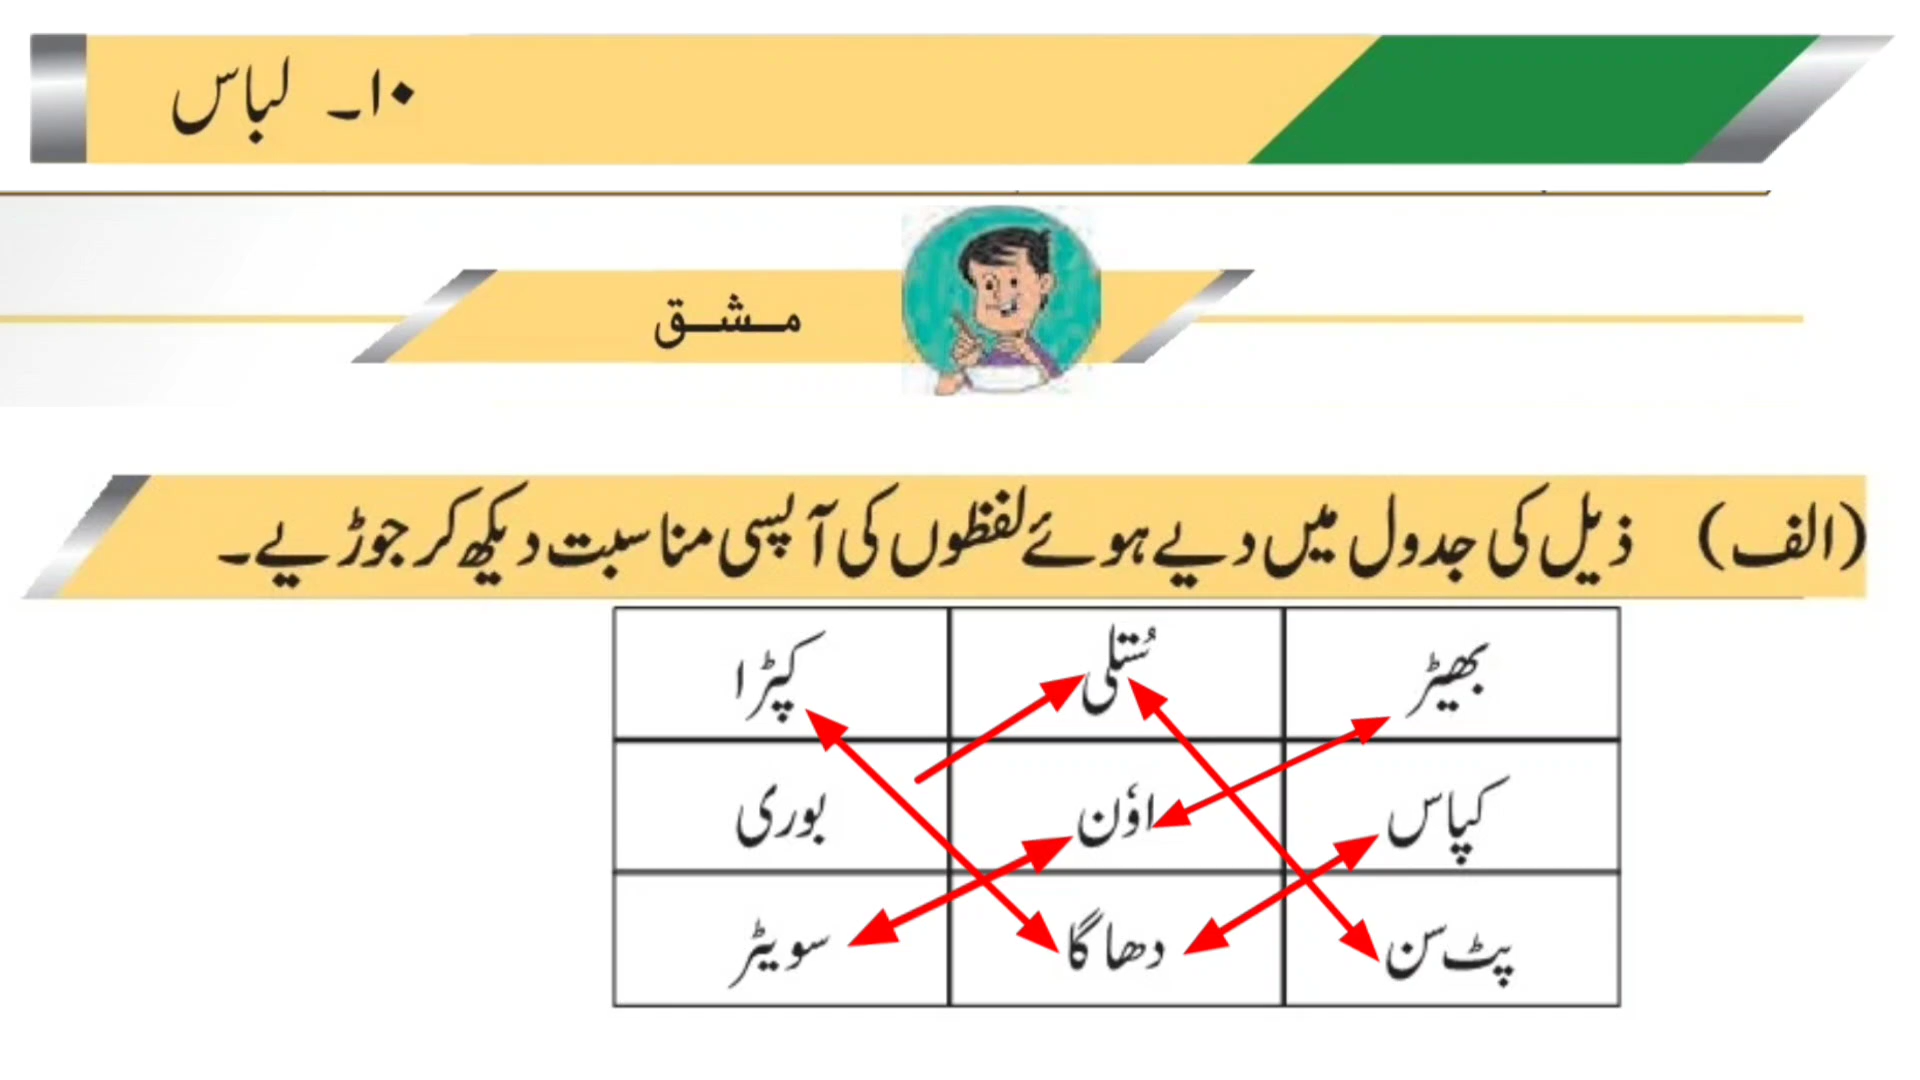 ۱۰۔ لباس
مشق
(الف) ذیل کی جدول میں دیے ہوئے لفظوں کی آپسی مناسبت دیکھ کر جوڑیے۔
بھیڑ سُتلی کپڑا
کپاس اوٗن بوری
پٹ سن دھاگا سویٹر